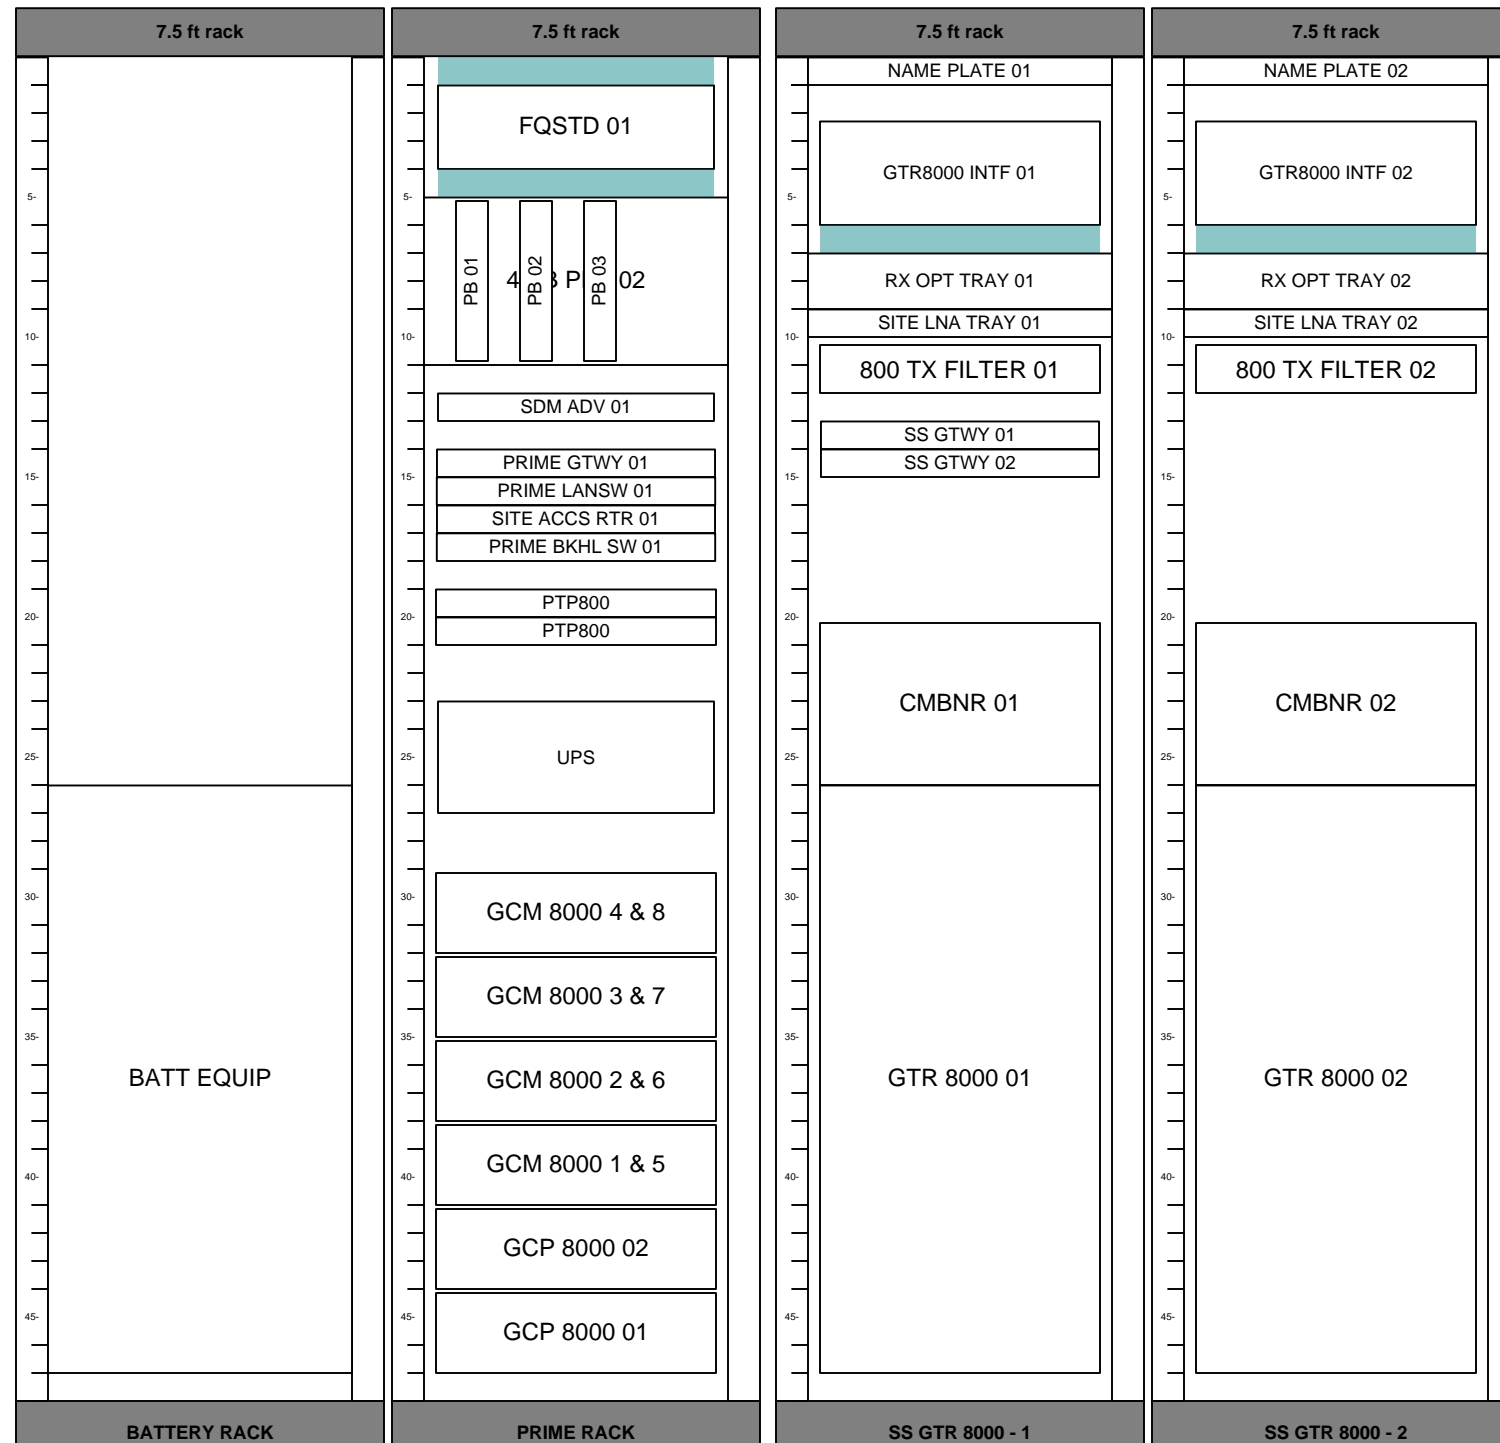 7.5 ft rack
5-
10-
15-
20-
25-
30-
35-
40-
45-
BATT EQUIP
BATTERY RACK
7.5 ft rack
5-
10-
15-
20-
25-
30-
35-
40-
45-
FQSTD 01
PB 01
PB 02
PB 03
02
SDM ADV 01
PRIME GTWY 01
PRIME LANSW 01
SITE ACCS RTR 01
PRIME BKHL SW 01
PTP800
PTP800
UPS
GCM 8000 4 & 8
GCM 8000 3 & 7
GCM 8000 2 & 6
GCM 8000 1 & 5
GCP 8000 02
GCP 8000 01
PRIME RACK
7.5 ft rack
5-
10-
15-
20-
25-
30-
35-
40-
45-
NAME PLATE 01
GTR8000 INTF 01
RX OPT TRAY 01
SITE LNA TRAY 01
800 TX FILTER 01
SS GTWY 01
SS GTWY 02
CMBNR 01
GTR 8000 01
SS GTR 8000 - 1
7.5 ft rack
5-
10-
15-
20-
25-
30-
35-
40-
45-
NAME PLATE 02
GTR8000 INTF 02
RX OPT TRAY 02
SITE LNA TRAY 02
800 TX FILTER 02
CMBNR 02
GTR 8000 02
SS GTR 8000 - 2